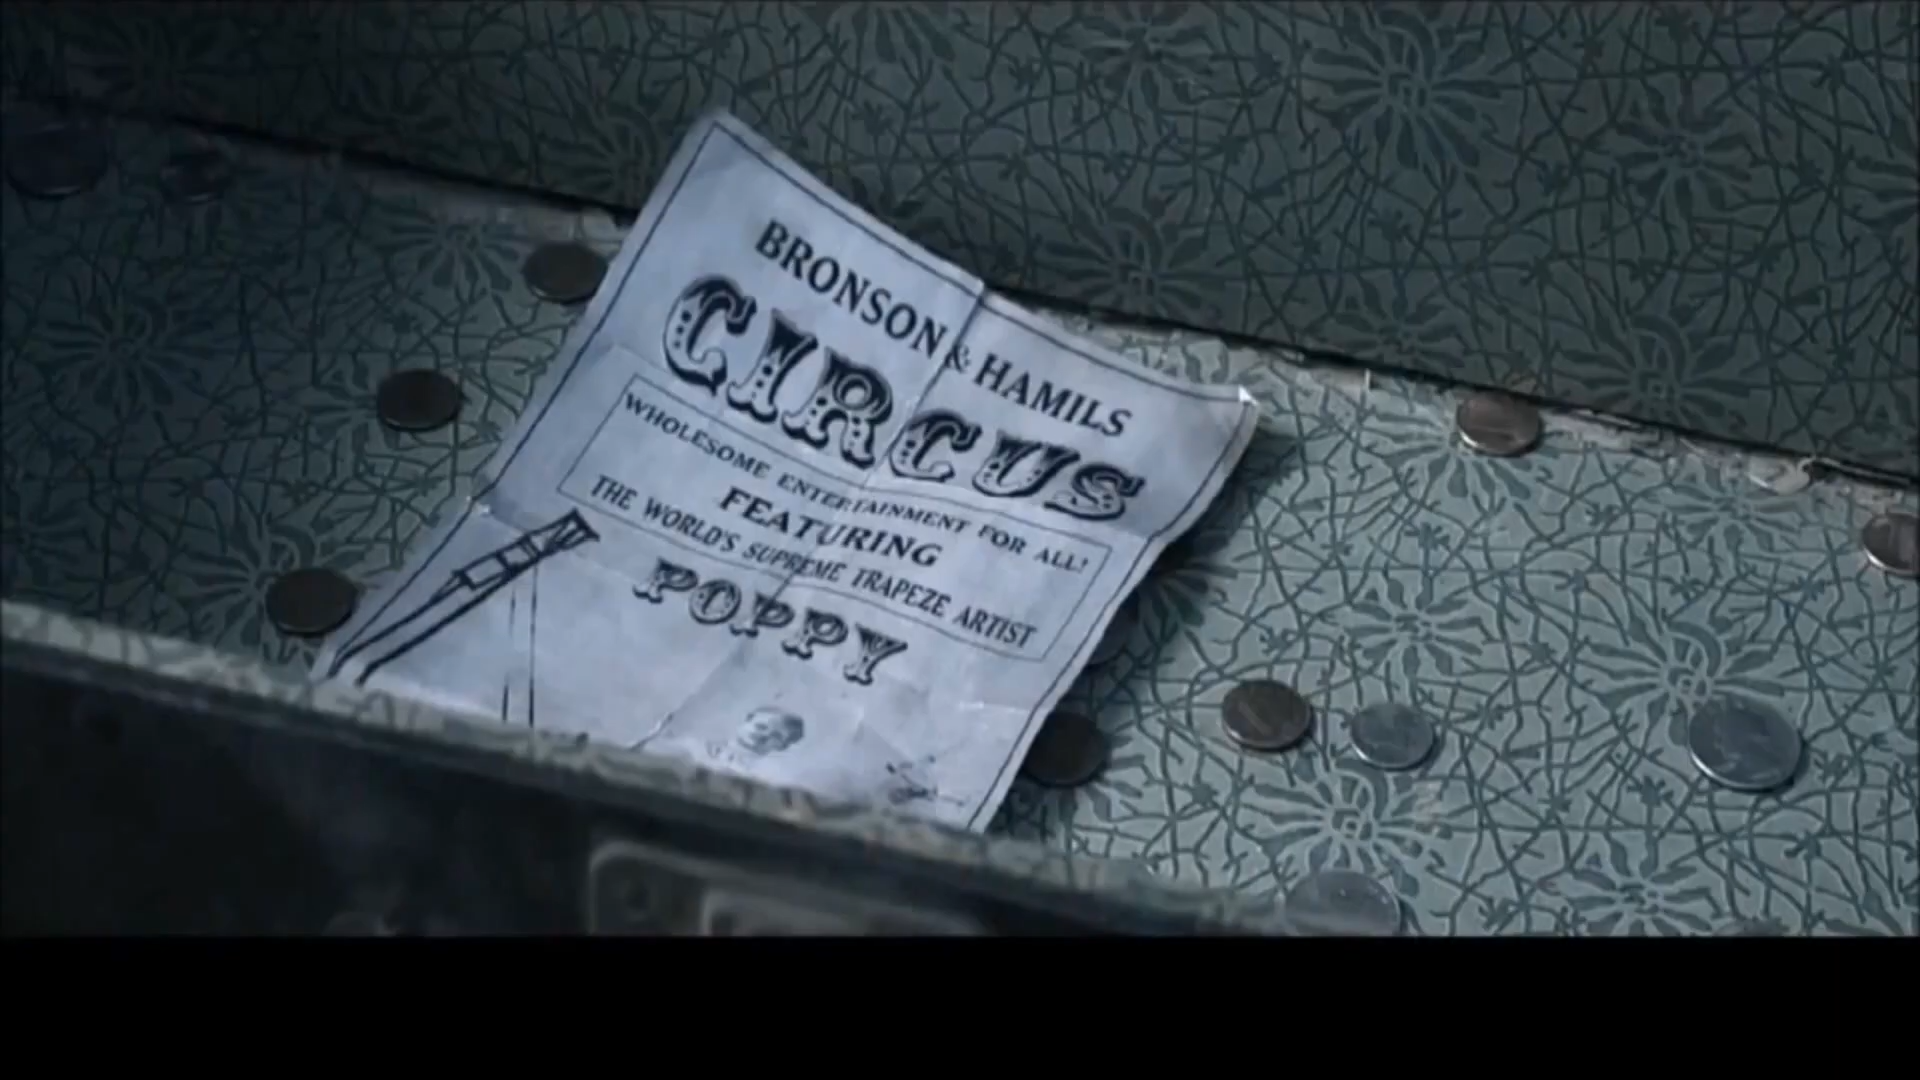 BRONSON & HAMILS
CIRCUS
WHOLESOME ENTERTAINMENT FOR ALL!
FEATURING
THE WORLD'S SUPREME TRAPEZE ARTIST
POPPY